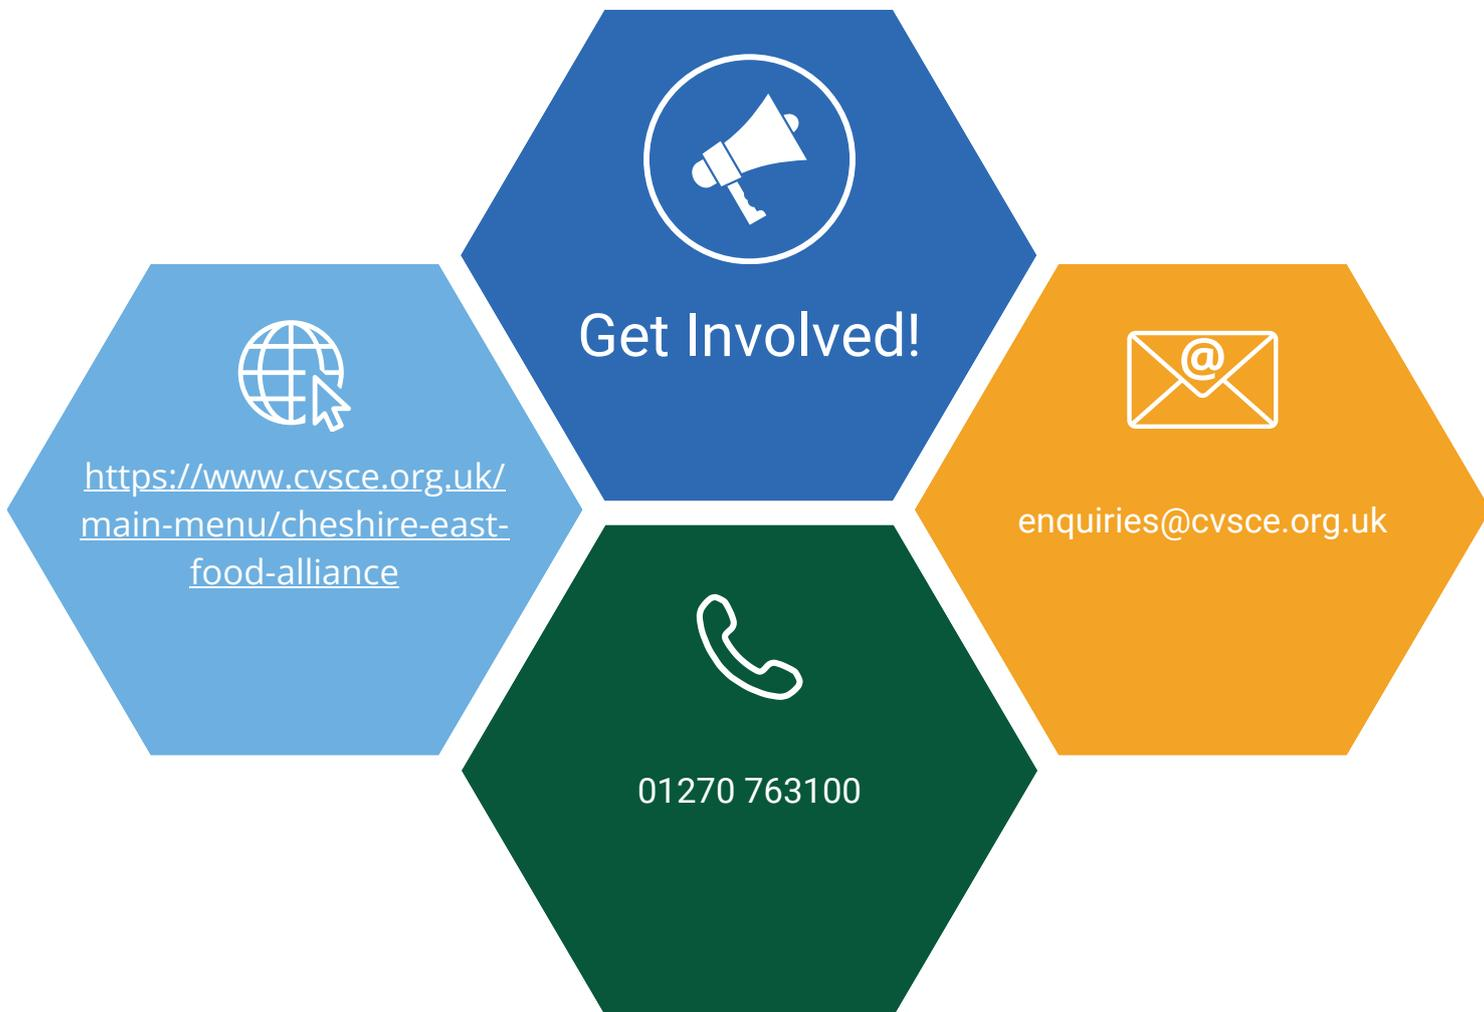 Get Involved!
https://www.cvsce.org.uk/
main-menu/cheshire-east-
food-alliance
enquiries@cvsce.org.uk
01270 763100